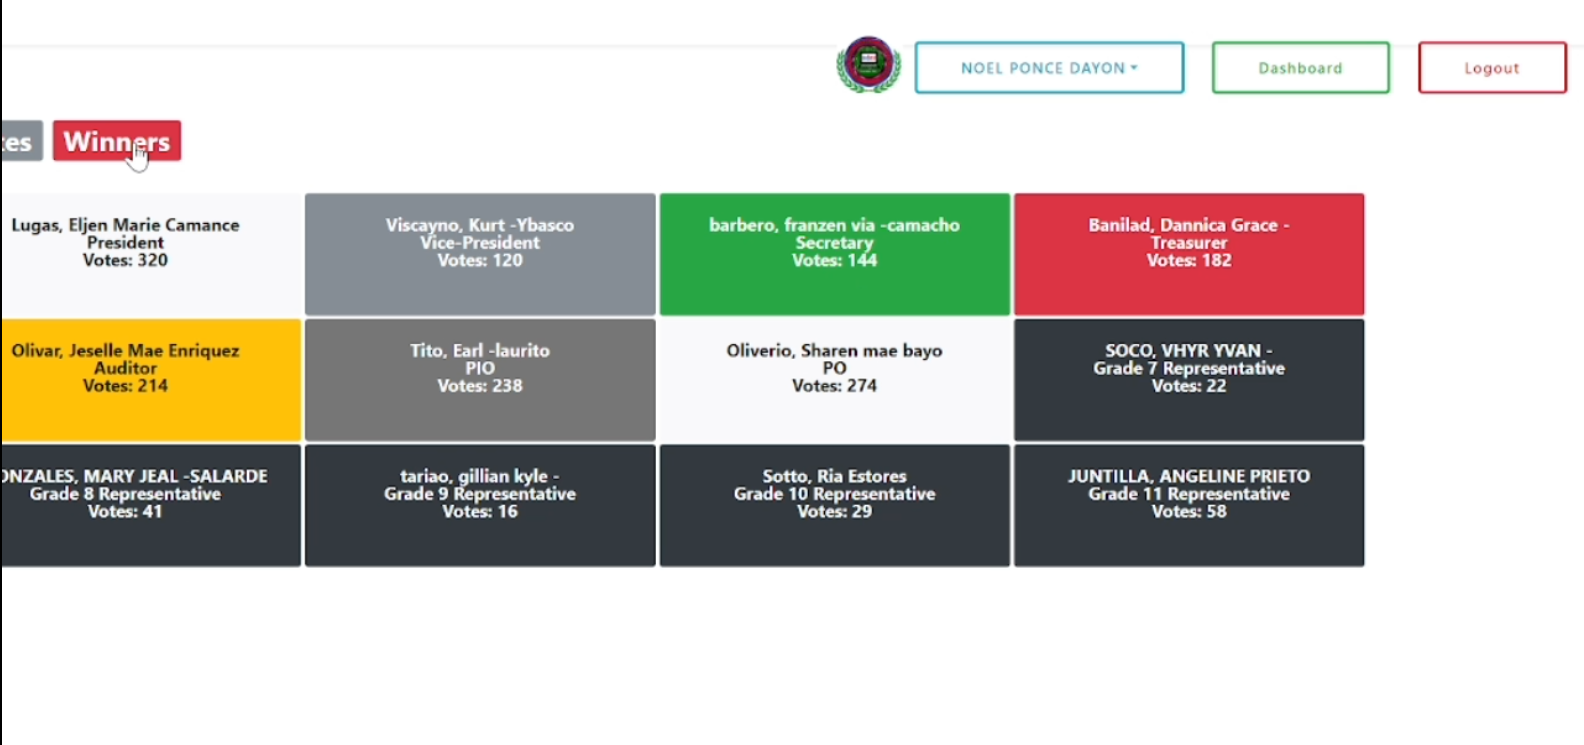 NOEL PONCE DAYON
Dashboard
Logout
Winners
Lugas, Eljen Marie Camance
President
Votes: 320
Viscayno, Kurt -Ybasco
Vice-President
Votes: 120
barbero, franzen via -camacho
Secretary
Votes: 144
Banilad, Dannica Grace -
Treasurer
Votes: 182
Olivar, Jeselle Mae Enriquez
Auditor
Votes: 214
Tito, Earl -laurito
PIO
Votes: 238
Oliverio, Sharen mae bayo
PO
Votes: 274
SOCO, VHYR YVAN -
Grade 7 Representative
Votes: 22
ONZALES, MARY JEAL -SALARDE
Grade 8 Representative
Votes: 41
tariao, gillian kyle -
Grade 9 Representative
Votes: 16
Sotto, Ria Estores
Grade 10 Representative
Votes: 29
JUNTILLA, ANGELINE PRIETO
Grade 11 Representative
Votes: 58